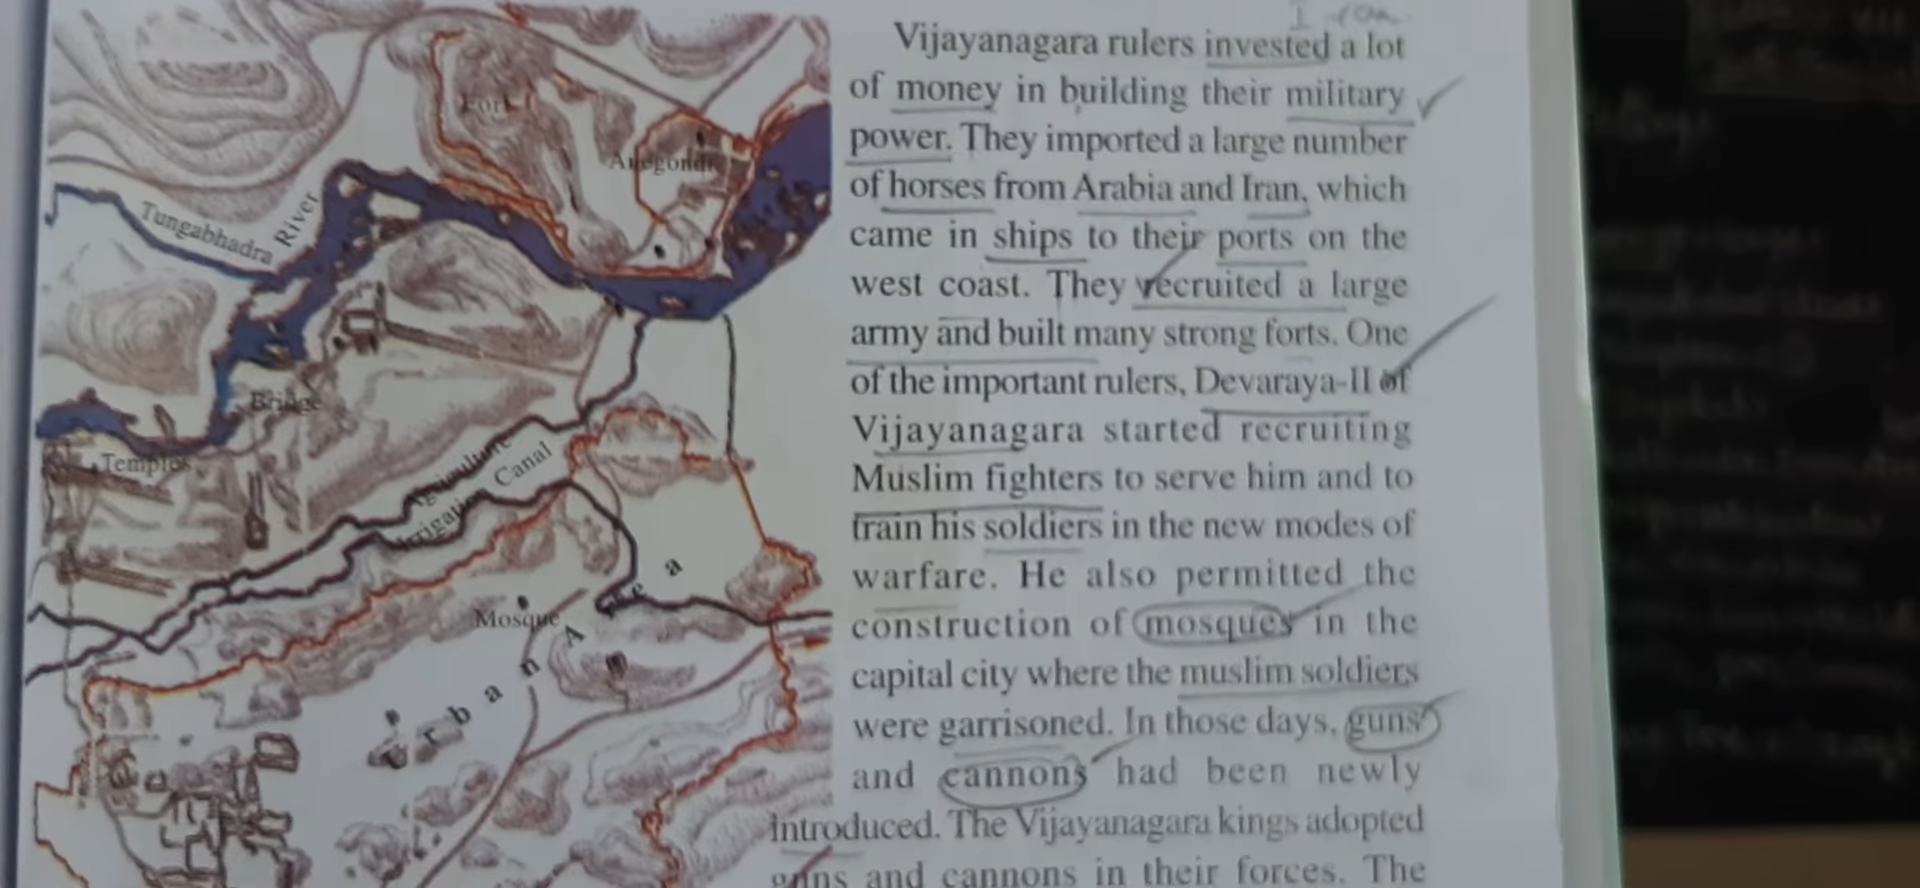 Fort
Anegondi
Tungabhadra River
Bridge
Temples
Agriculture
Irrigation Canal
Mosque
Urban Area
Vijayanagara rulers invested a lot
of money in building their military
power. They imported a large number
of horses from Arabia and Iran, which
came in ships to their ports on the
west coast. They recruited a large
army and built many strong forts. One
of the important rulers, Devaraya-II of
Vijayanagara started recruiting
Muslim fighters to serve him and to
train his soldiers in the new modes of
warfare. He also permitted the
construction of mosques in the
capital city where the muslim soldiers
were garrisoned. In those days, guns
and cannons had been newly
introduced. The Vijayanagara kings adopted
guns and cannons in their forces. The